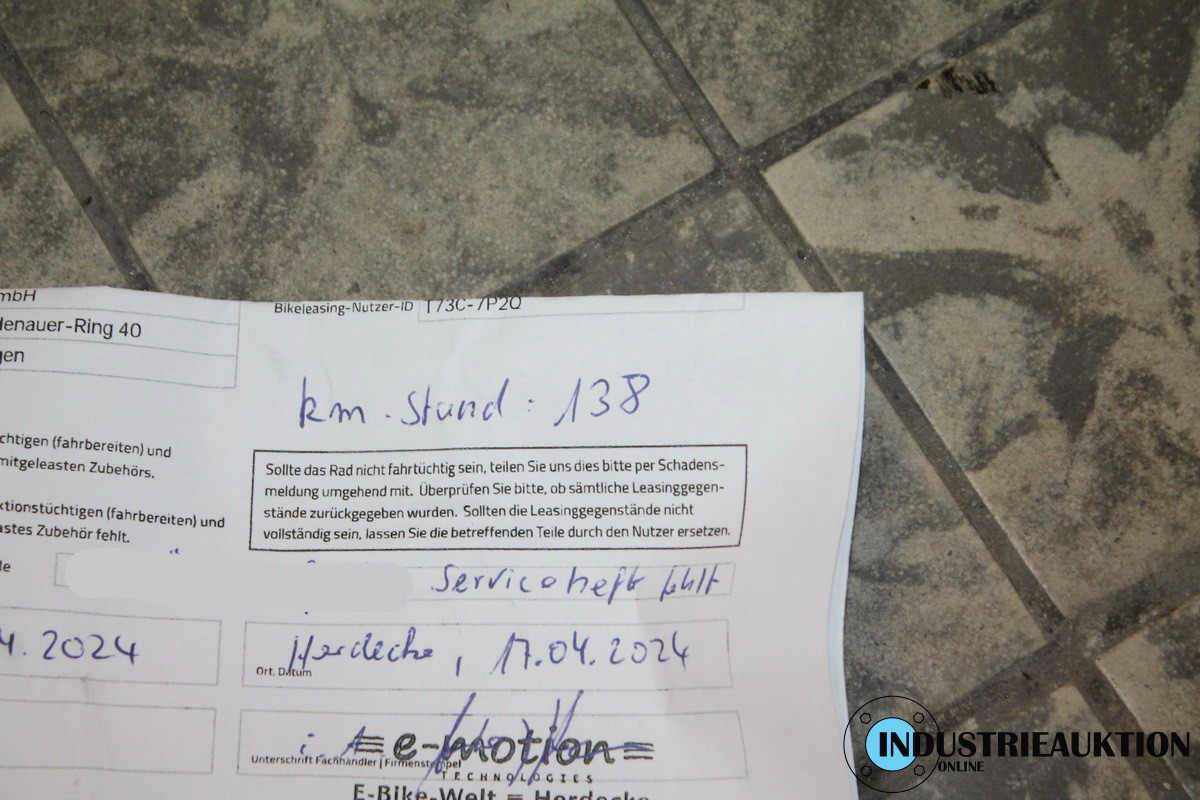 mbH
Bikeleasing-Nutzer-ID T73C-7P2Q
denauer-Ring 40
gen
km-Stand: 138
chtigen (fahrbereiten) und
mitgeleasten Zubehörs.
Sollte das Rad nicht fahrtüchtig sein, teilen Sie uns dies bitte per Schadens-
meldung umgehend mit. Überprüfen Sie bitte, ob sämtliche Leasinggegen-
stände zurückgegeben wurden. Sollten die Leasinggegenstände nicht
vollständig sein, lassen Sie die betreffenden Teile durch den Nutzer ersetzen.
ktionstüchtigen (fahrbereiten) und
astes Zubehör fehlt.
Serviceheft fehlt
4.2024
Herdecke, 17.04.2024
Ort, Datum
i.A.
Unterschrift Fachhändler | Firmenstempel
e-motion
TECHNOLOGIES
E-Bike-Welt = Herdecke
INDUSTRIEAUKTION
ONLINE